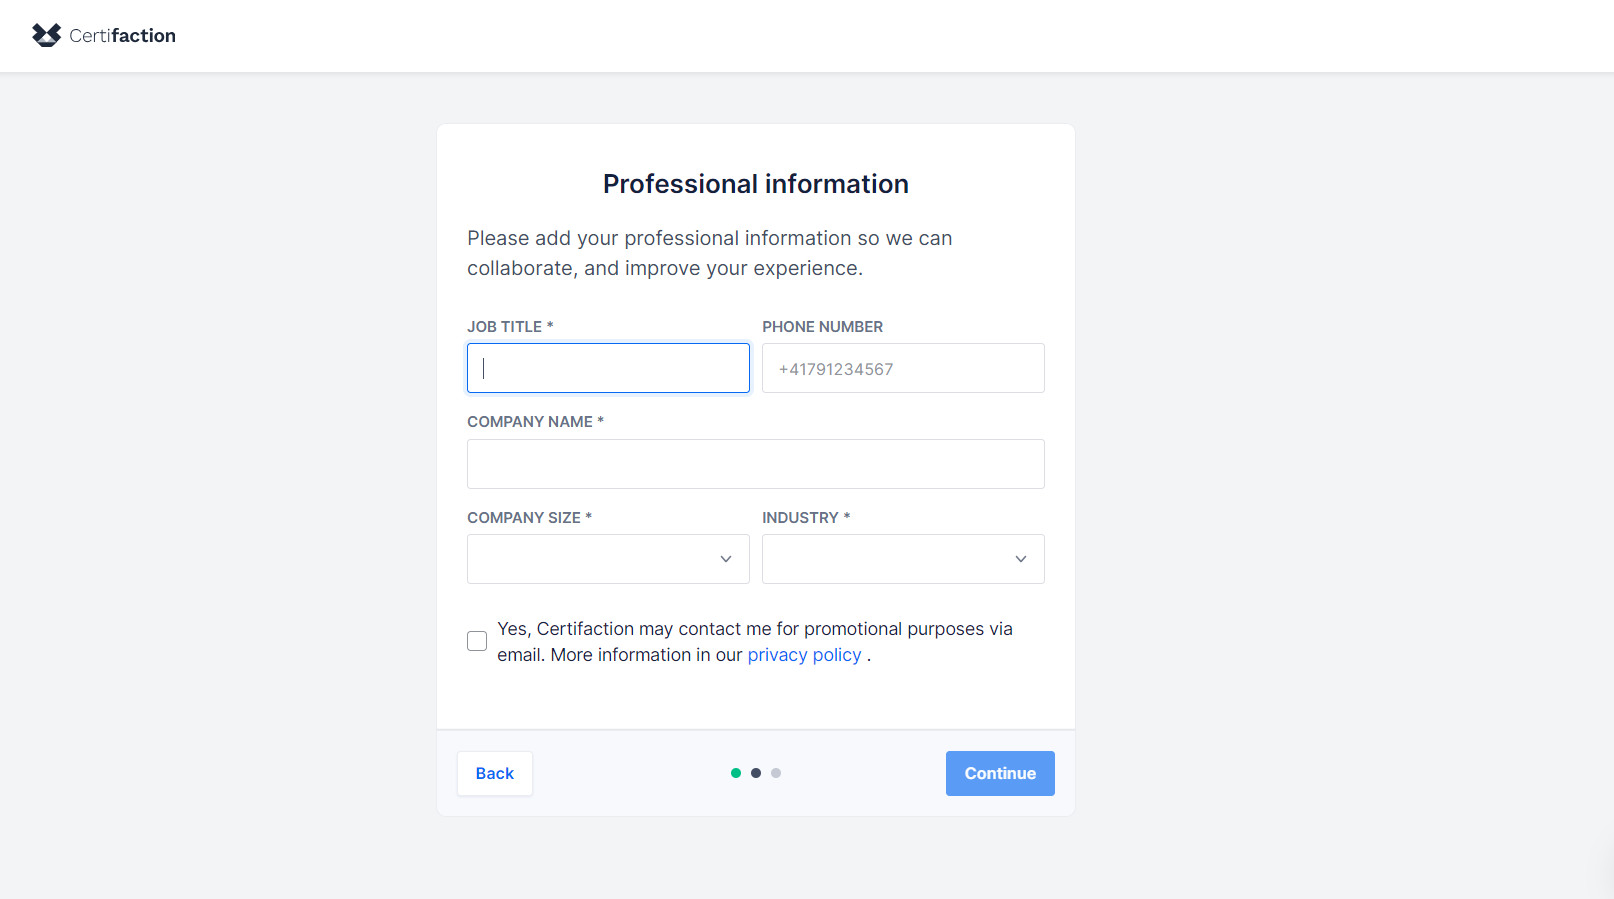 Certifaction
Professional information
Please add your professional information so we can
collaborate, and improve your experience.
JOB TITLE *
PHONE NUMBER
+41791234567
COMPANY NAME *
COMPANY SIZE *
INDUSTRY *
Yes, Certifaction may contact me for promotional purposes via
email. More information in our privacy policy .
Back
Continue